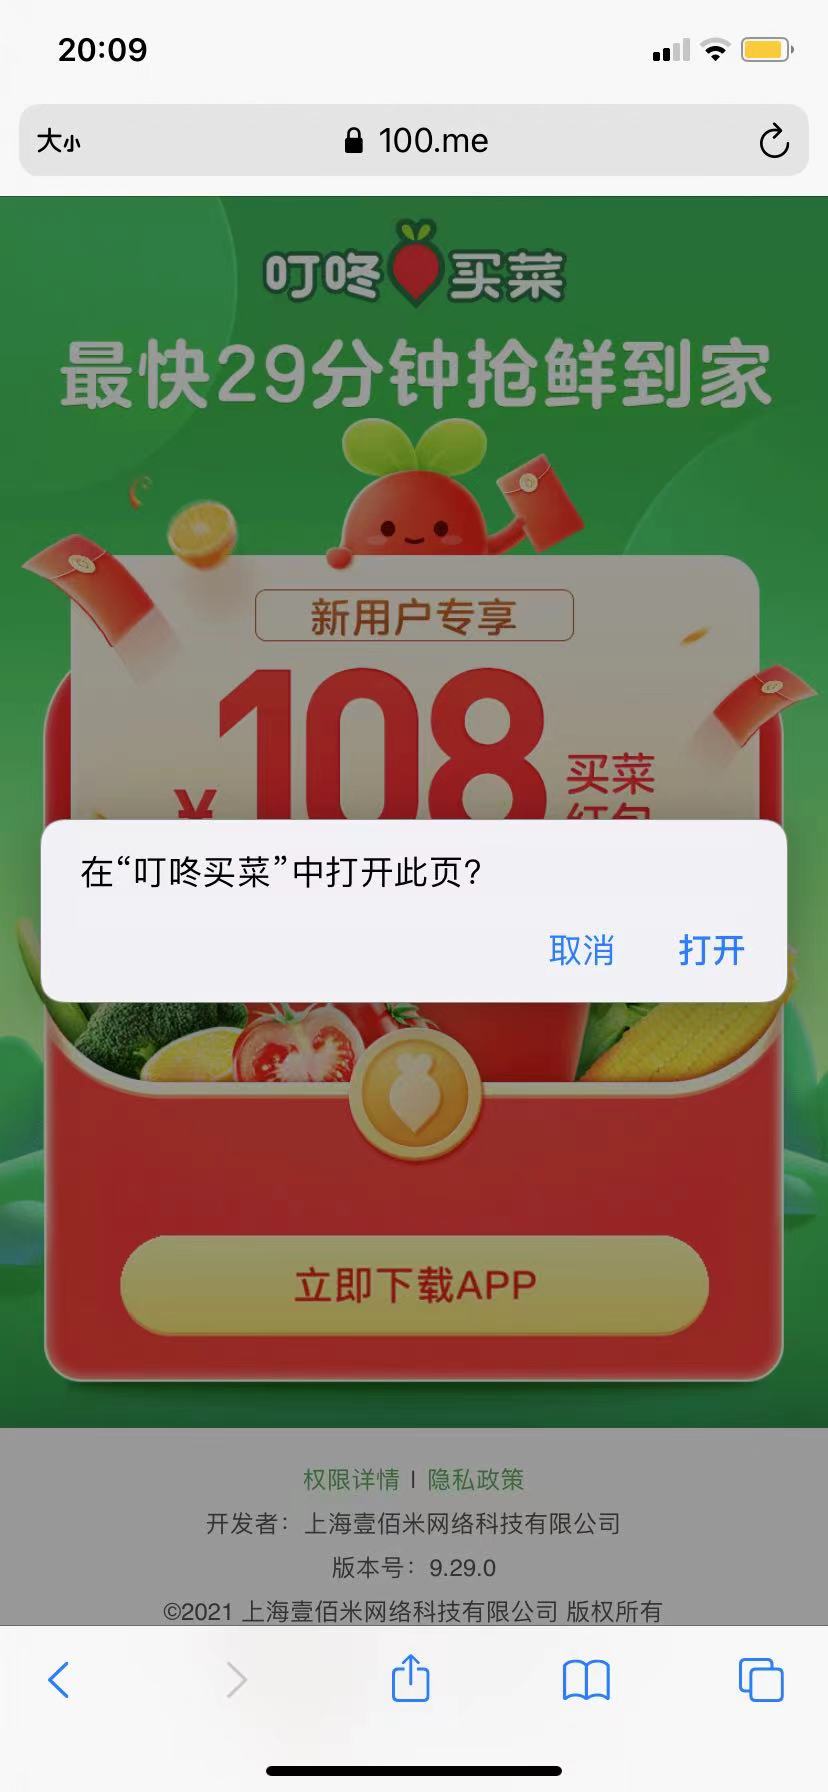 20:09
大小
100.me
叮咚买菜
最快29分钟抢鲜到家
新用户专享
¥108买菜
红包
在“叮咚买菜”中打开此页?
取消 打开
立即下载APP
权限详情 | 隐私政策
开发者：上海壹佰米网络科技有限公司
版本号：9.29.0
©2021 上海壹佰米网络科技有限公司 版权所有